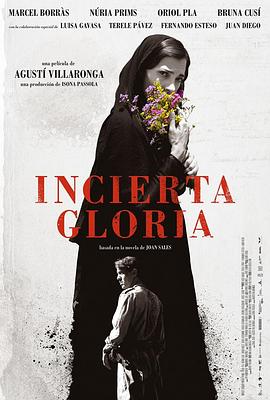 MARCEL BORRÀS NÚRIA PRIMS ORIOL PLA BRUNA CUSÍ
con la colaboración especial de LUISA GAVASA TERELE PÁVEZ FERNANDO ESTESO JUAN DIEGO
una película de
AGUSTÍ VILLARONGA
una producción de ISONA PASSOLA
INCIERTA
GLORIA
basada en la novela de JOAN SALES